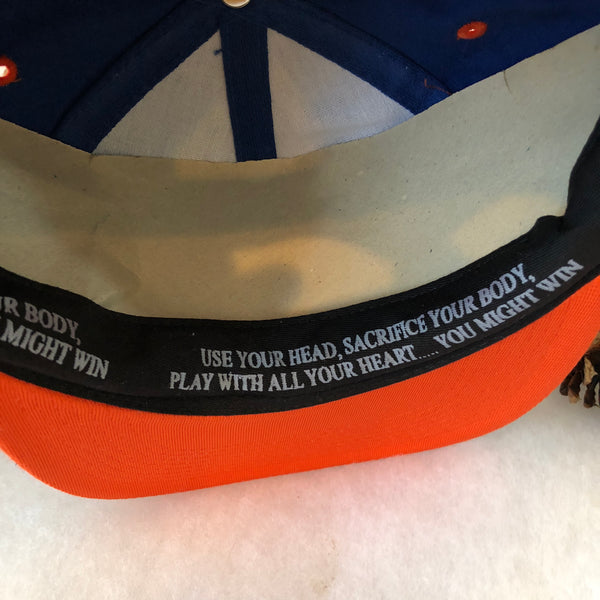 UR BODY,
MIGHT WIN
USE YOUR HEAD, SACRIFICE YOUR BODY,
PLAY WITH ALL YOUR HEART..... YOU MIGHT WIN